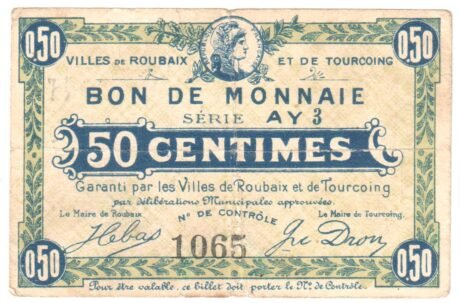 0,50 0,50
VILLES DE ROUBAIX ET DE TOURCOING
BON DE MONNAIE
SÉRIE AY 3
50 CENTIMES
Garanti par les Villes de Roubaix et de Tourcoing
par délibérations Municipales approuvées.
Le Maire de Roubaix Le Maire de Tourcoing.
No DE CONTRÔLE
1065
Hebas G. Dron
0,50 0,50
Pour être valable, ce billet doit porter le No. de Contrôle.